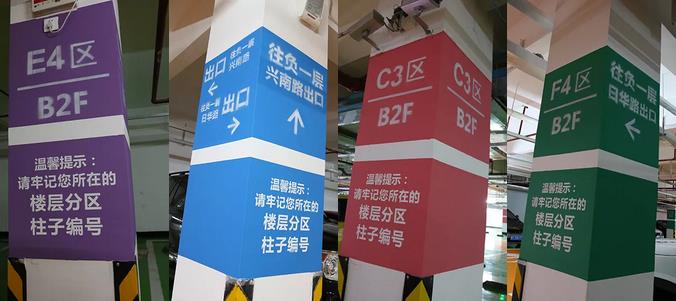 E4区
B2F
温馨提示：
请牢记您所在的
楼层分区
柱子编号
出口
往负一层
兴南路
往负一层
日华路
出口
往负一层
兴南路出口
温馨提示：
请牢记您所在的
楼层分区
柱子编号
C3区
B2F
C3区
B2F
温馨提示：
请牢记您所在的
楼层分区
柱子编号
F4区
B2F
往负一层
日华路出口
温馨提示：
请牢记您所在的
楼层分区
柱子编号